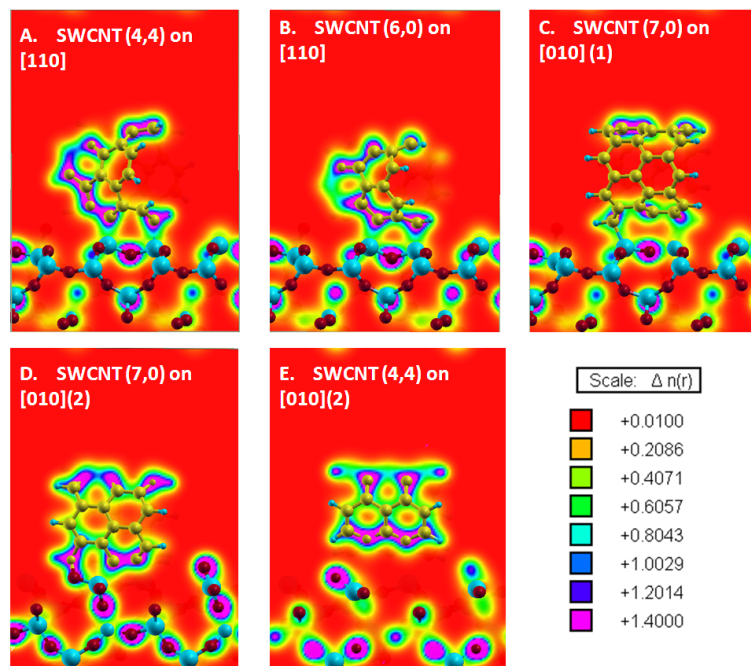 A. SWCNT (4,4) on
[110]
B. SWCNT (6,0) on
[110]
C. SWCNT (7,0) on
[010] (1)
D. SWCNT (7,0) on
[010](2)
E. SWCNT (4,4) on
[010](2)
Scale: Δ n(r)
+0.0100
+0.2086
+0.4071
+0.6057
+0.8043
+1.0029
+1.2014
+1.4000